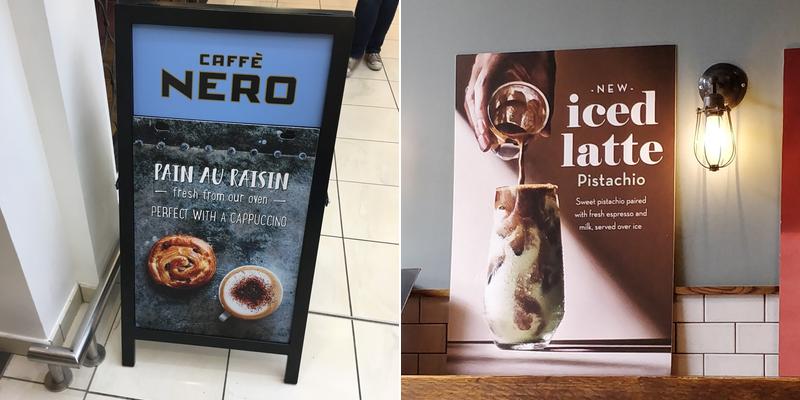 CAFFÈ
NERO
PAIN AU RAISIN
fresh from our oven
PERFECT WITH A CAPPUCCINO
-NEW-
iced
latte
Pistachio
Sweet pistachio paired
with fresh espresso and
milk, served over ice